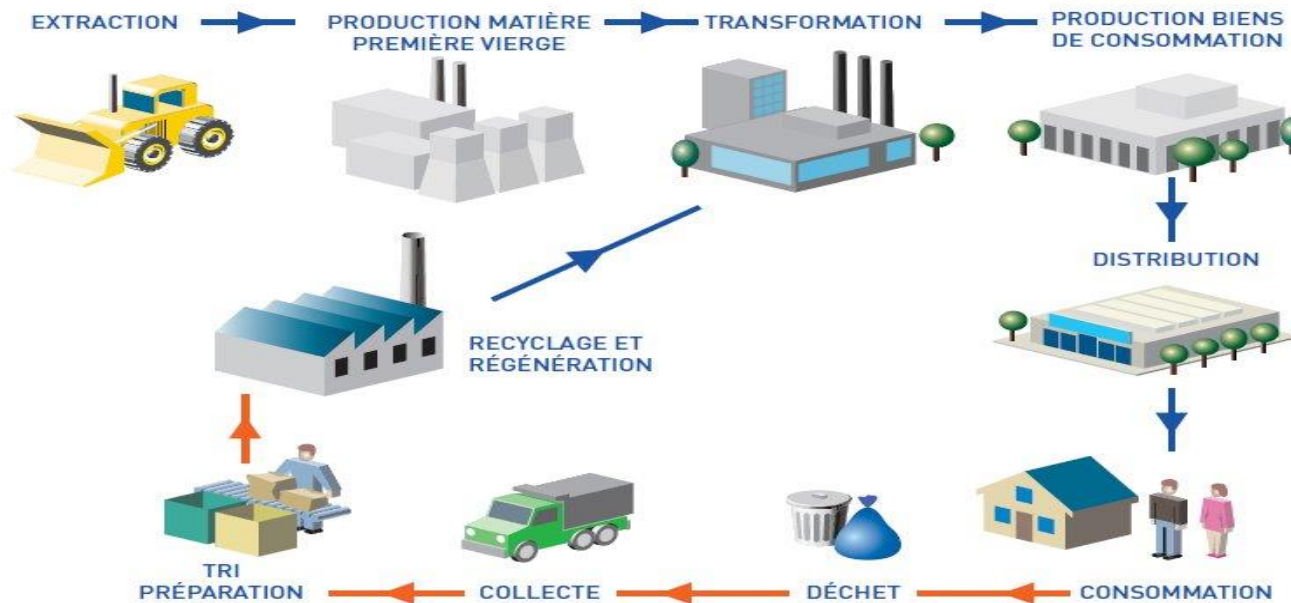 EXTRACTION
PRODUCTION MATIÈRE
PREMIÈRE VIERGE
TRANSFORMATION
PRODUCTION BIENS
DE CONSOMMATION
DISTRIBUTION
RECYCLAGE ET
RÉGÉNÉRATION
TRI
PRÉPARATION
COLLECTE
DÉCHET
CONSOMMATION